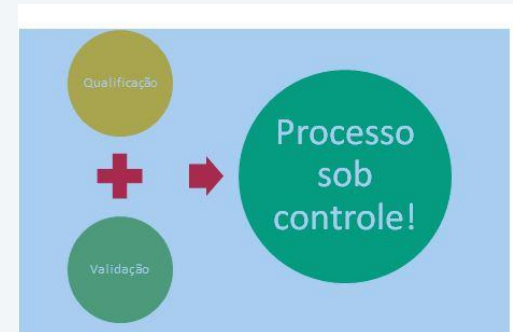 Qualificação
Validação
Processo
sob
controle!